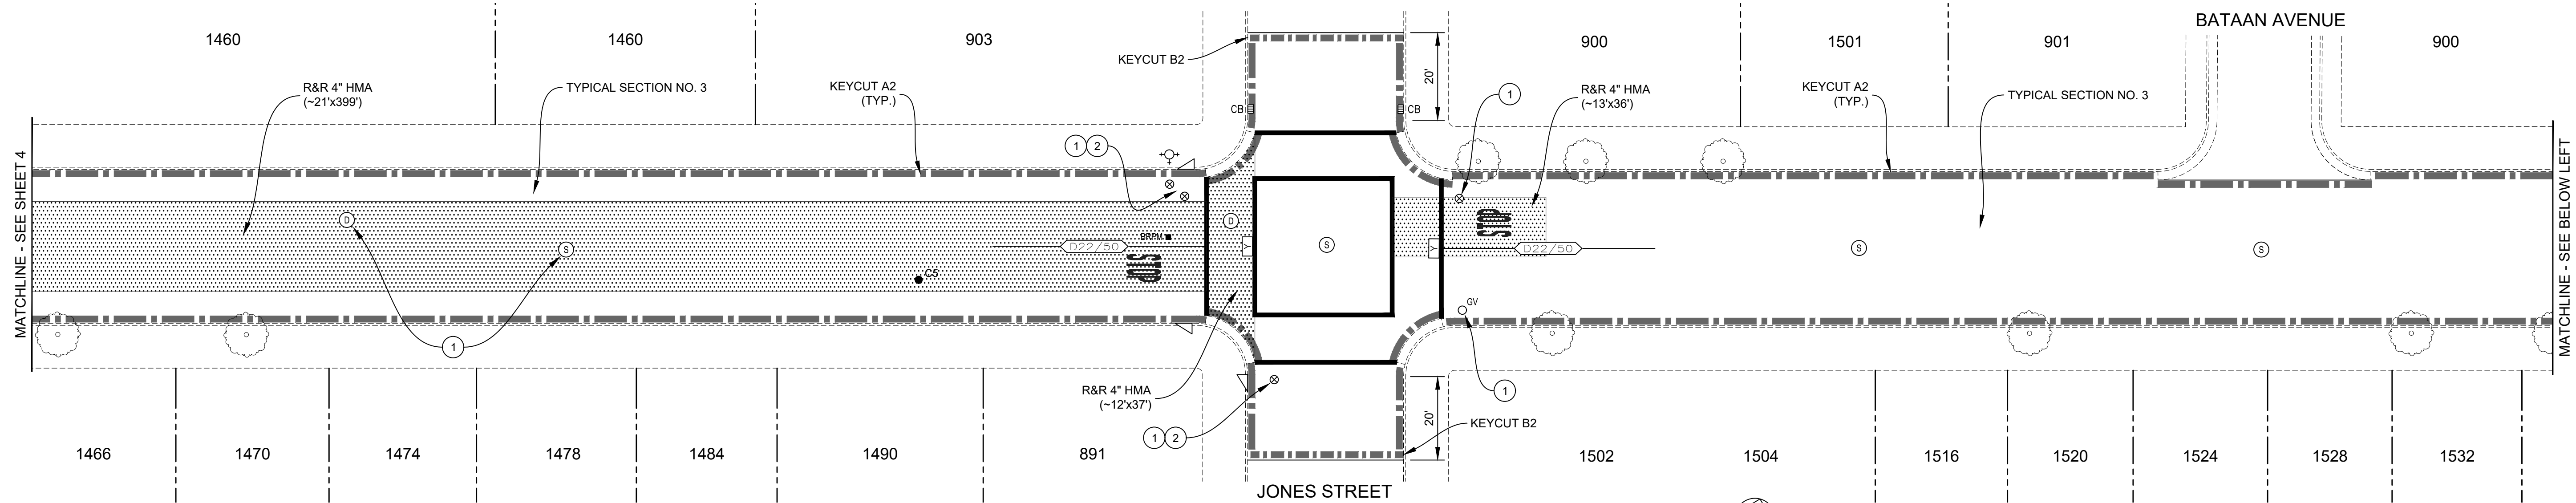 BATAAN AVENUE
1460
1460
903
900
1501
901
900
KEYCUT B2
R&R 4" HMA
(~21'x399')
TYPICAL SECTION NO. 3
KEYCUT A2
(TYP.)
20'
1
R&R 4" HMA
(~13'x36')
KEYCUT A2
(TYP.)
TYPICAL SECTION NO. 3
CB
CB
1
2
MATCHLINE - SEE SHEET 4
D
S
C5
BRPM
D22/50
STOP
D
Y
S
Y
STOP
D22/50
GV
S
S
MATCHLINE - SEE BELOW LEFT
1
R&R 4" HMA
(~12'x37')
1
1
2
20'
KEYCUT B2
1466
1470
1474
1478
1484
1490
891
1502
1504
1516
1520
1524
1528
1532
JONES STREET